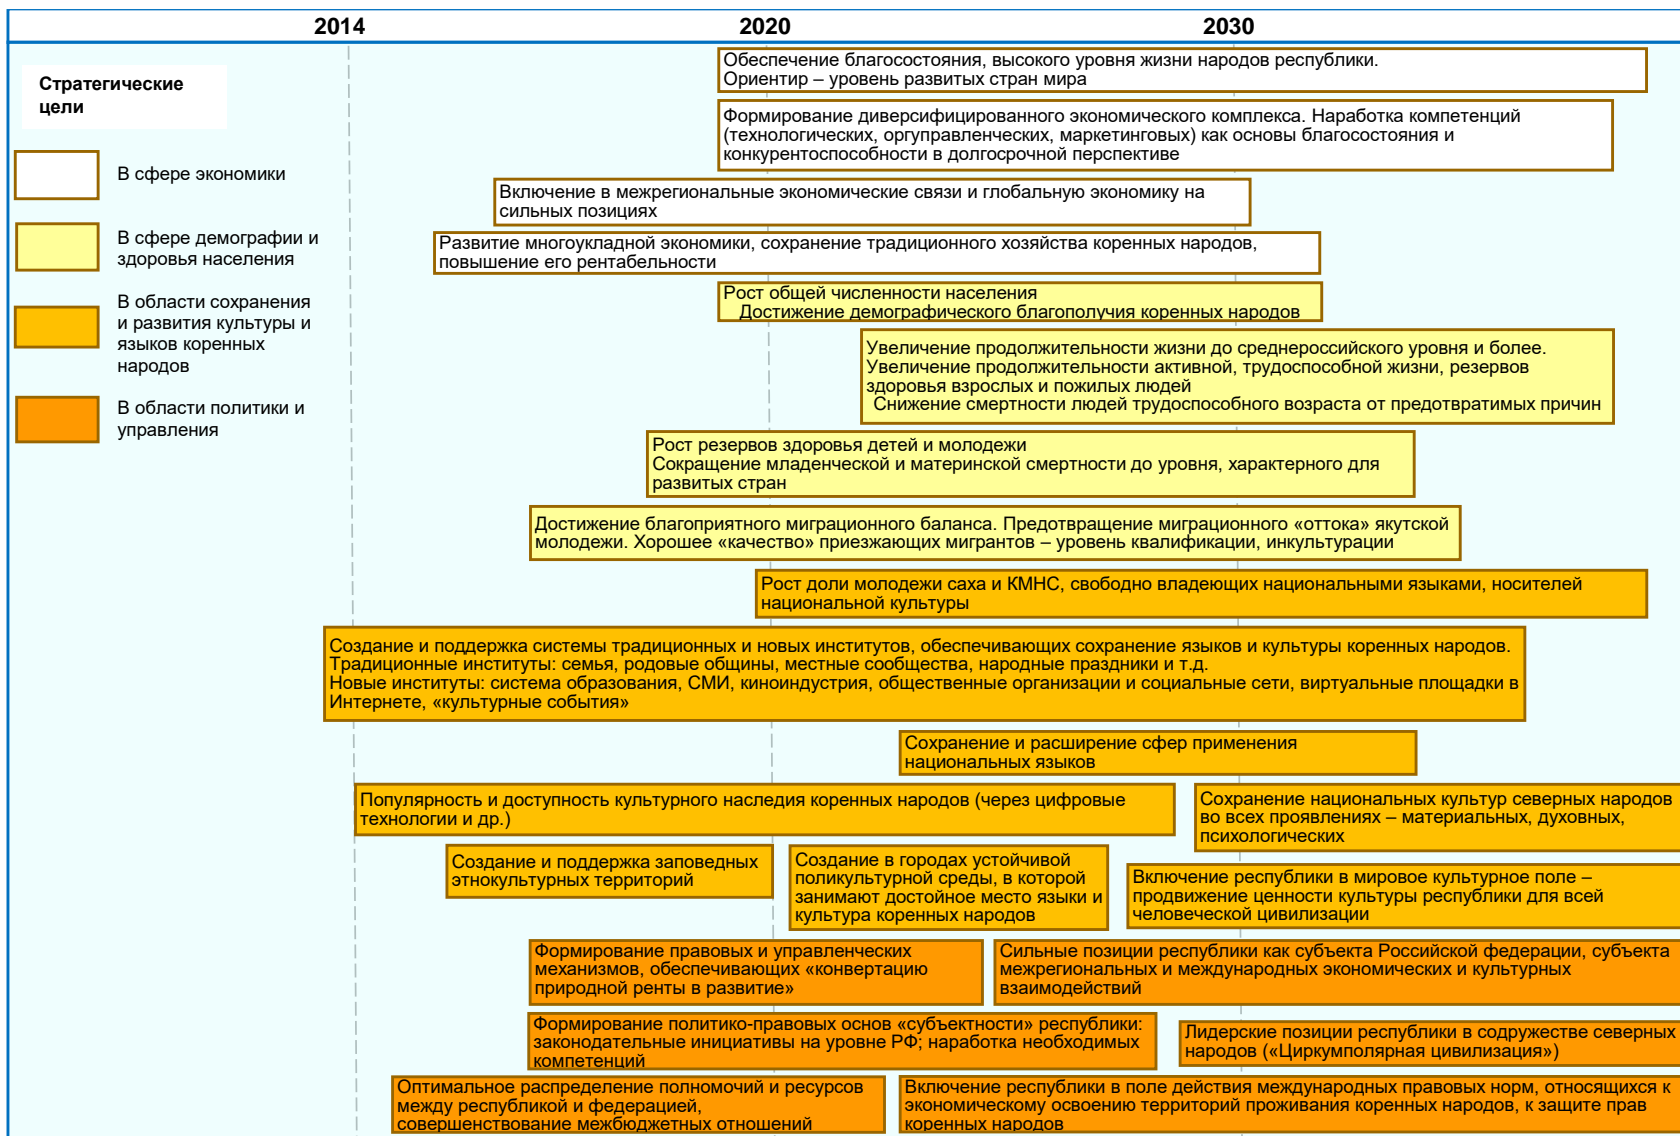 2014
2020
2030
Стратегические
цели
В сфере экономики
В сфере демографии и
здоровья населения
В области сохранения
и развития культуры и
языков коренных
народов
В области политики и
управления
Обеспечение благосостояния, высокого уровня жизни народов республики.
Ориентир – уровень развитых стран мира
Формирование диверсифицированного экономического комплекса. Наработка компетенций
(технологических, оргуправленческих, маркетинговых) как основы благосостояния и
конкурентоспособности в долгосрочной перспективе
Включение в межрегиональные экономические связи и глобальную экономику на
сильных позициях
Развитие многоукладной экономики, сохранение традиционного хозяйства коренных народов,
повышение его рентабельности
Рост общей численности населения
Достижение демографического благополучия коренных народов
Увеличение продолжительности жизни до среднероссийского уровня и более.
Увеличение продолжительности активной, трудоспособной жизни, резервов
здоровья взрослых и пожилых людей
Снижение смертности людей трудоспособного возраста от предотвратимых причин
Рост резервов здоровья детей и молодежи
Сокращение младенческой и материнской смертности до уровня, характерного для
развитых стран
Достижение благоприятного миграционного баланса. Предотвращение миграционного «оттока» якутской
молодежи. Хорошее «качество» приезжающих мигрантов – уровень квалификации, инкультурации
Рост доли молодежи саха и КМНС, свободно владеющих национальными языками, носителей
национальной культуры
Создание и поддержка системы традиционных и новых институтов, обеспечивающих сохранение языков и культуры коренных народов.
Традиционные институты: семья, родовые общины, местные сообщества, народные праздники и т.д.
Новые институты: система образования, СМИ, киноиндустрия, общественные организации и социальные сети, виртуальные площадки в
Интернете, «культурные события»
Сохранение и расширение сфер применения
национальных языков
Популярность и доступность культурного наследия коренных народов (через цифровые
технологии и др.)
Сохранение национальных культур северных народов
во всех проявлениях – материальных, духовных,
психологических
Создание и поддержка заповедных
этнокультурных территорий
Создание в городах устойчивой
поликультурной среды, в которой
занимают достойное место языки и
культура коренных народов
Включение республики в мировое культурное поле –
продвижение ценности культуры республики для всей
человеческой цивилизации
Формирование правовых и управленческих
механизмов, обеспечивающих «конвертацию
природной ренты в развитие»
Сильные позиции республики как субъекта Российской федерации, субъекта
межрегиональных и международных экономических и культурных
взаимодействий
Формирование политико-правовых основ «субъектности» республики:
законодательные инициативы на уровне РФ; наработка необходимых
компетенций
Лидерские позиции республики в содружестве северных
народов («Циркумполярная цивилизация»)
Оптимальное распределение полномочий и ресурсов
между республикой и федерацией,
совершенствование межбюджетных отношений
Включение республики в поле действия международных правовых норм, относящихся к
экономическому освоению территорий проживания коренных народов, к защите прав
коренных народов